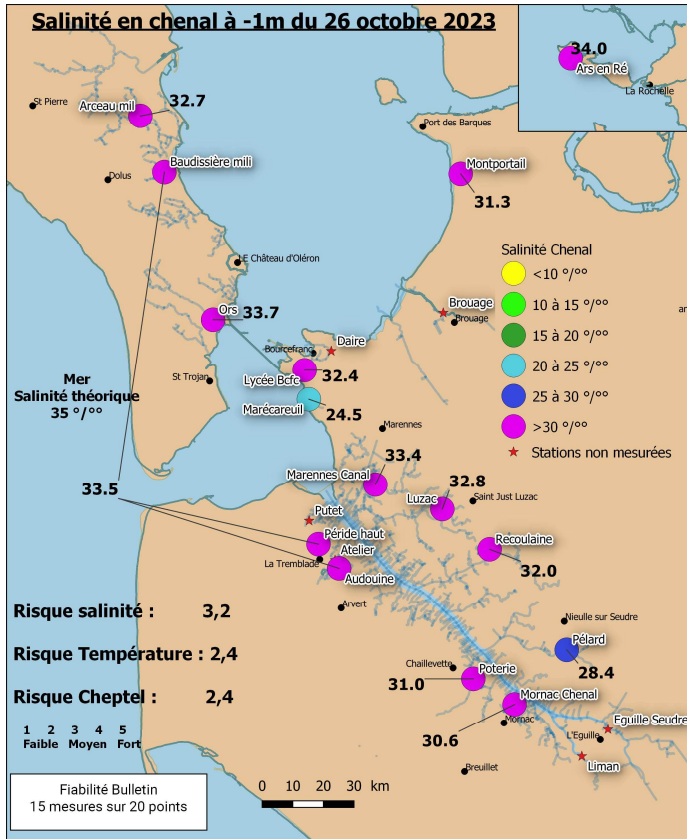 Salinité en chenal à -1m du 26 octobre 2023
34.0
Ars en Ré
La Rochelle
St Pierre
Arceau mil
32.7
Port des Barques
Baudissière mili
Dolus
Montportail
31.3
Salinité Chenal
<10 °/°°
10 à 15 °/°°
15 à 20 °/°°
20 à 25 °/°°
25 à 30 °/°°
>30 °/°°
Stations non mesurées
LE Château d'Oléron
Ors
33.7
Brouage
Brouage
ar
Daire
Bourcefranc
Mer
Salinité théorique
35 °/°°
St Trojan
Lycée Bcfc
32.4
Marécareuil
24.5
Marennes
33.4
Marennes Canal
32.8
Luzac
Saint Just Luzac
33.5
Putet
Péride haut
Atelier
Audouine
La Tremblade
Recoulaine
32.0
Arvert
Risque salinité : 3,2
Risque Température : 2,4
Risque Cheptel : 2,4
1 2 3 4 5
Faible Moyen Fort
Nieulle sur Seudre
Pélard
28.4
Chaillevette
Poterie
31.0
Mornac Chenal
30.6
Mornac
Eguille Seudre
L'Eguille
Liman
Breuillet
Fiabilité Bulletin
15 mesures sur 20 points
0 10 20 30 km